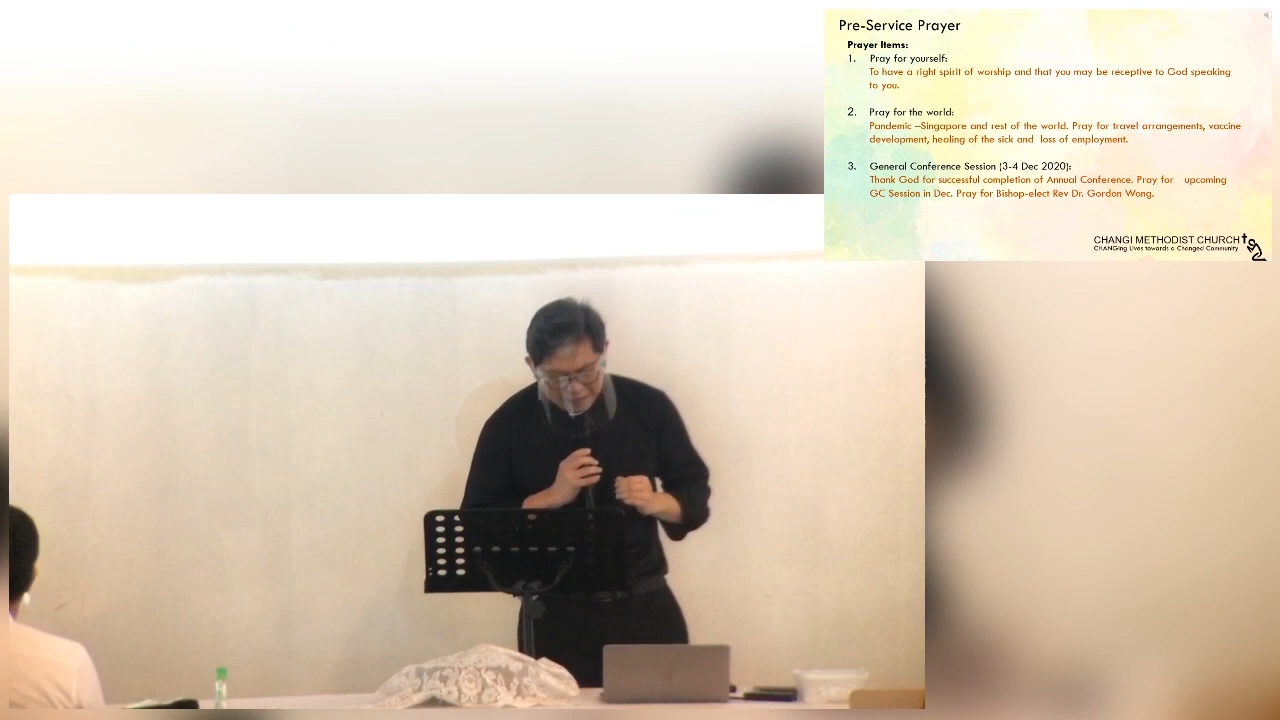 Pre-Service Prayer
Prayer Items:
1. Pray for yourself:
To have a right spirit of worship and that you may be receptive to God speaking
to you.
2. Pray for the world:
Pandemic –Singapore and rest of the world. Pray for travel arrangements, vaccine
development, healing of the sick and loss of employment.
3. General Conference Session (3-4 Dec 2020):
Thank God for successful completion of Annual Conference. Pray for upcoming
GC Session in Dec. Pray for Bishop-elect Rev Dr. Gordon Wong.
CHANGI METHODIST CHURCH
CHANGing Lives towards a Changed Community